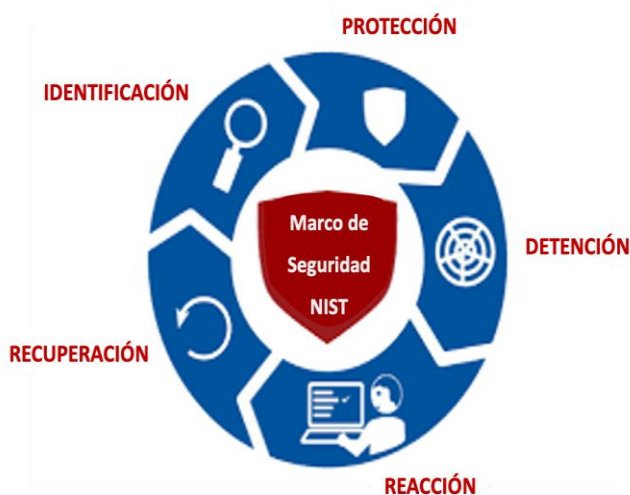 PROTECCIÓN
IDENTIFICACIÓN
Marco de
Seguridad
NIST
DETENCIÓN
RECUPERACIÓN
REACCIÓN